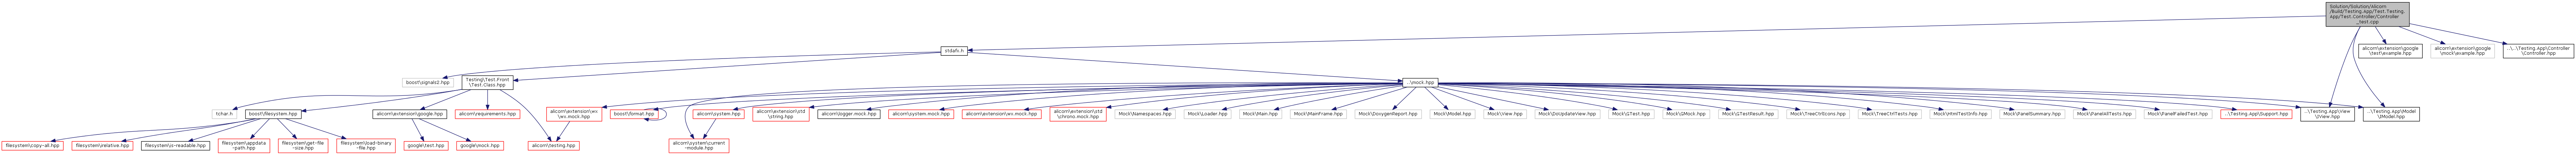 Solution/Solution/Alicorn
/Build/Testing.App/Test.Testing.
App/Test.Controller/Controller
_test.cpp
stdafx.h
alicorn\extension\google
\test\example.hpp
alicorn\extension\google
\mock\example.hpp
..\..\Testing.App\Controller
\Controller.hpp
boost\signals2.hpp
Testing\Test.Front
\Test.Class.hpp
..\mock.hpp
tchar.h
boost\filesystem.hpp
alicorn\extension\google.hpp
alicorn\requirements.hpp
alicorn\extension\wx-
wx.mock.hpp
boost\format.hpp
alicorn\system.hpp
alicorn\extension\std
\string.hpp
alicorn\logger.mock.hpp
alicorn\system.mock.hpp
alicorn\extension\wx.mock.hpp
alicorn\extension\std
\chrono.mock.hpp
Mock\Namespaces.hpp
Mock\Loader.hpp
Mock\Main.hpp
Mock\MainFrame.hpp
Mock\DoxygenReport.hpp
Mock\Model.hpp
Mock\View.hpp
Mock\DoUpdateView.hpp
Mock\GTest.hpp
Mock\GMock.hpp
Mock\GTestResult.hpp
Mock\TreeCtrlIcons.hpp
Mock\TreeCtrlTests.hpp
Mock\HtmlTestInfo.hpp
Mock\PanelSummary.hpp
Mock\PanelAllTests.hpp
Mock\PanelFailedTest.hpp
..\Testing.App\Support.hpp
..\Testing.App\View
\IView.hpp
..\Testing.App\Model
\IModel.hpp
filesystem\copy-all.hpp
filesystem\relative.hpp
filesystem\is-readable.hpp
filesystem\appdata
-path.hpp
filesystem\get-file
-size.hpp
filesystem\load-binary
-file.hpp
google\test.hpp
google\mock.hpp
alicorn\testing.hpp
alicorn\system\current
-module.hpp